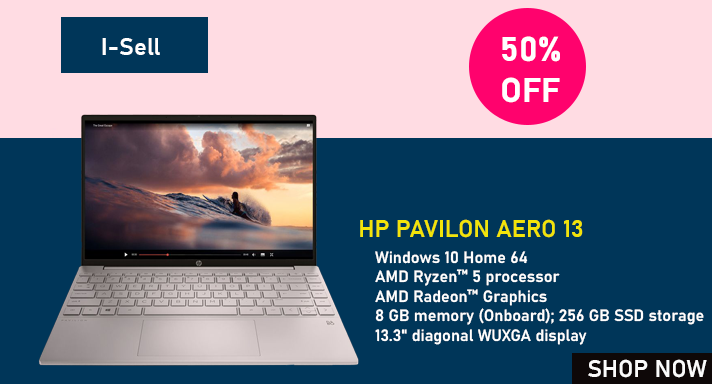 I-Sell
50%
OFF
HP PAVILON AERO 13
Windows 10 Home 64
AMD Ryzen™ 5 processor
AMD Radeon™ Graphics
8 GB memory (Onboard); 256 GB SSD storage
13.3" diagonal WUXGA display
SHOP NOW